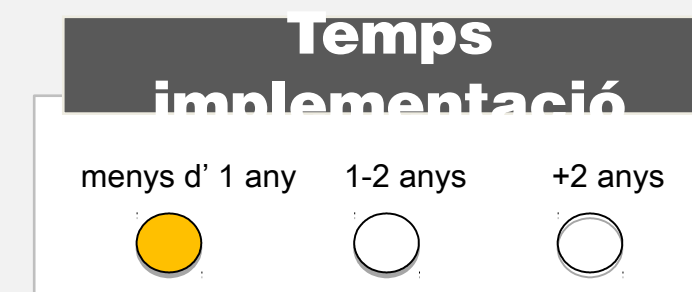 Temps
implementació
menys d’ 1 any 1-2 anys +2 anys